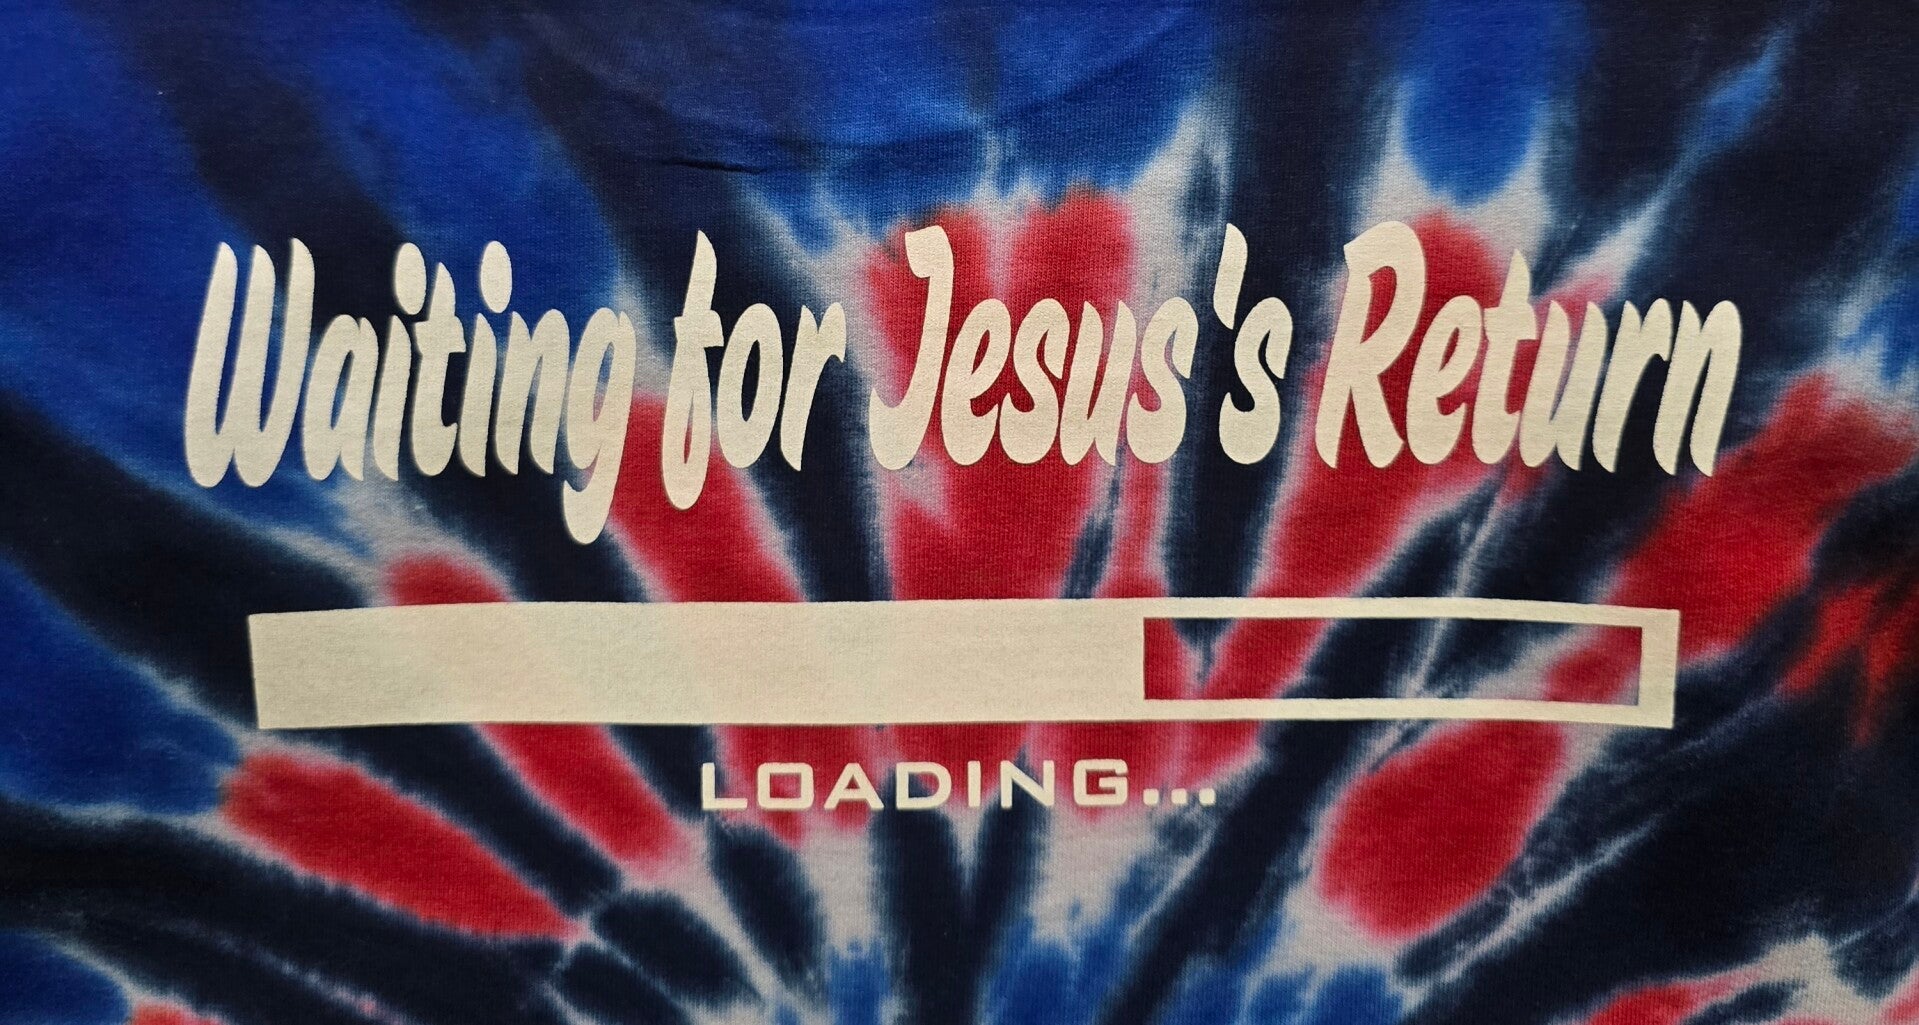 Waiting for Jesus's Return
LOADING...